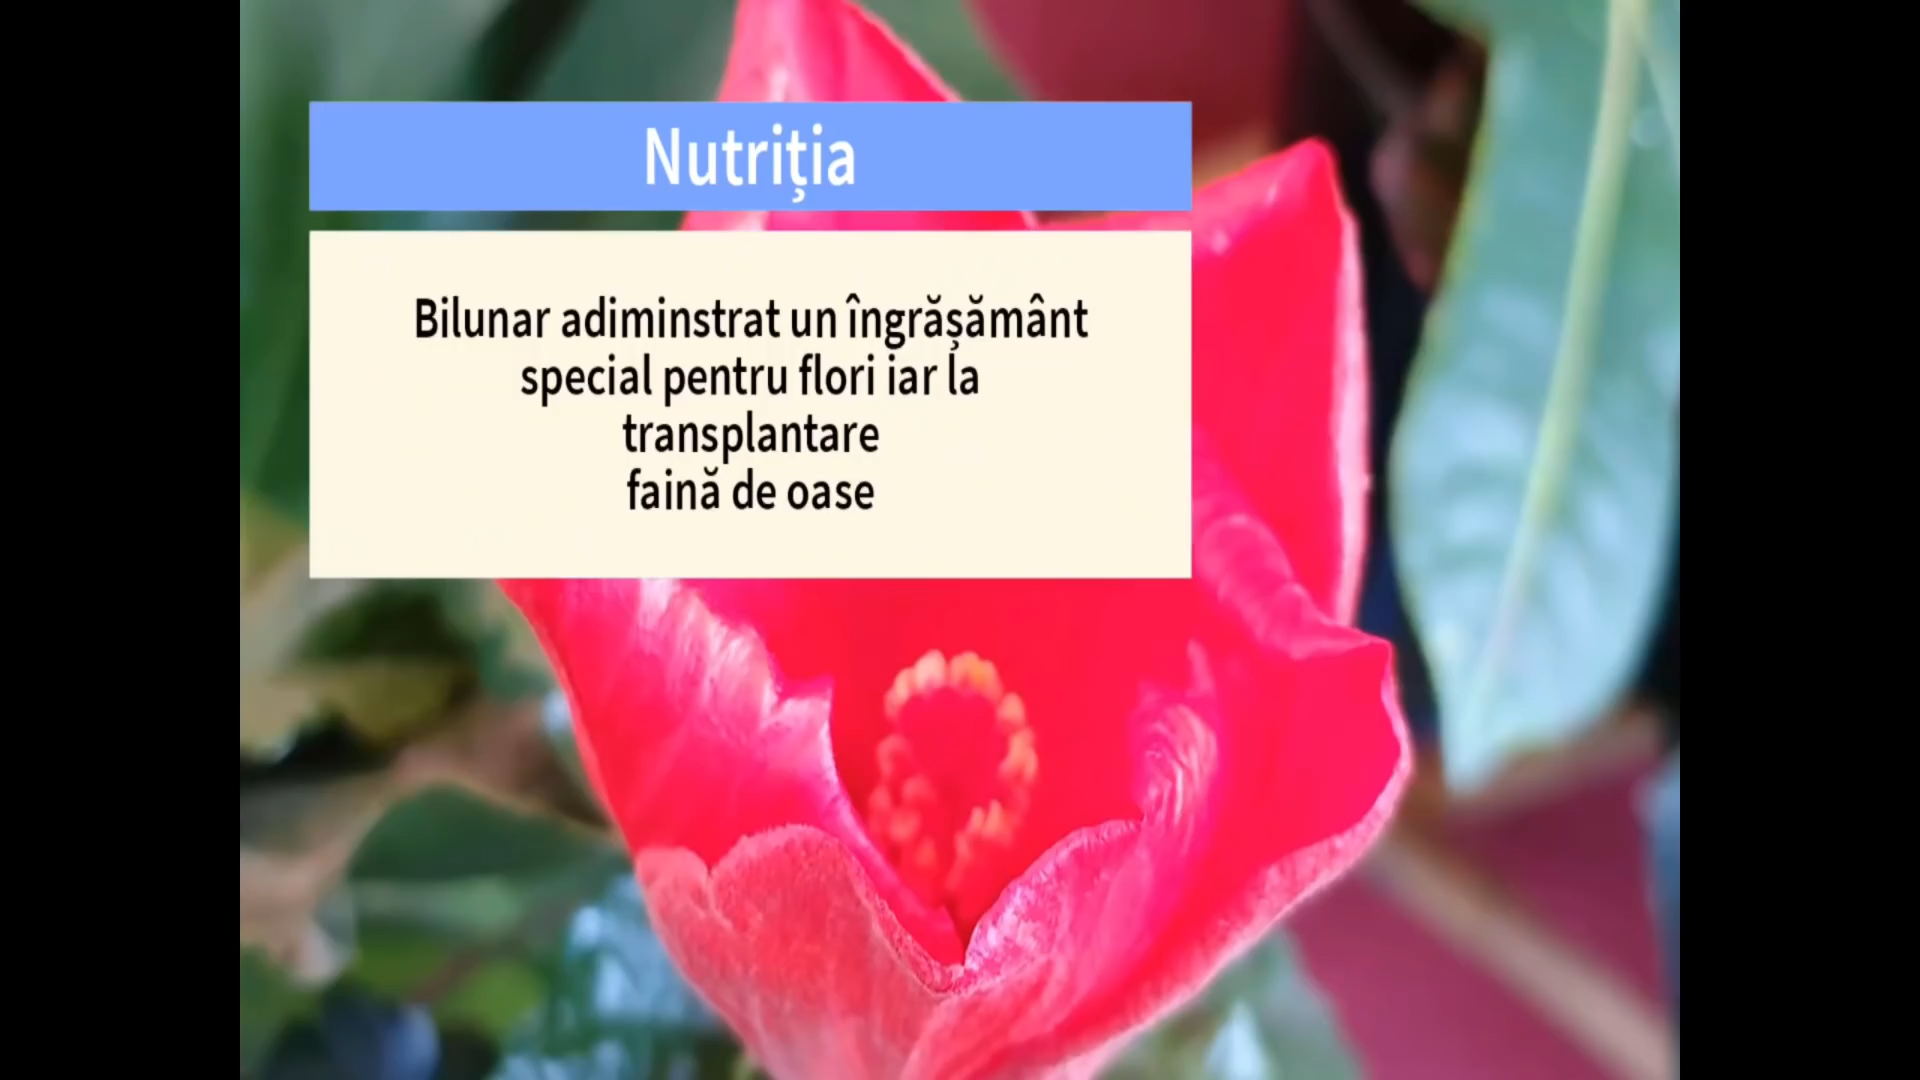 Nutriția
Bilunar adiminstrat un îngrășământ
special pentru flori iar la
transplantare
faină de oase